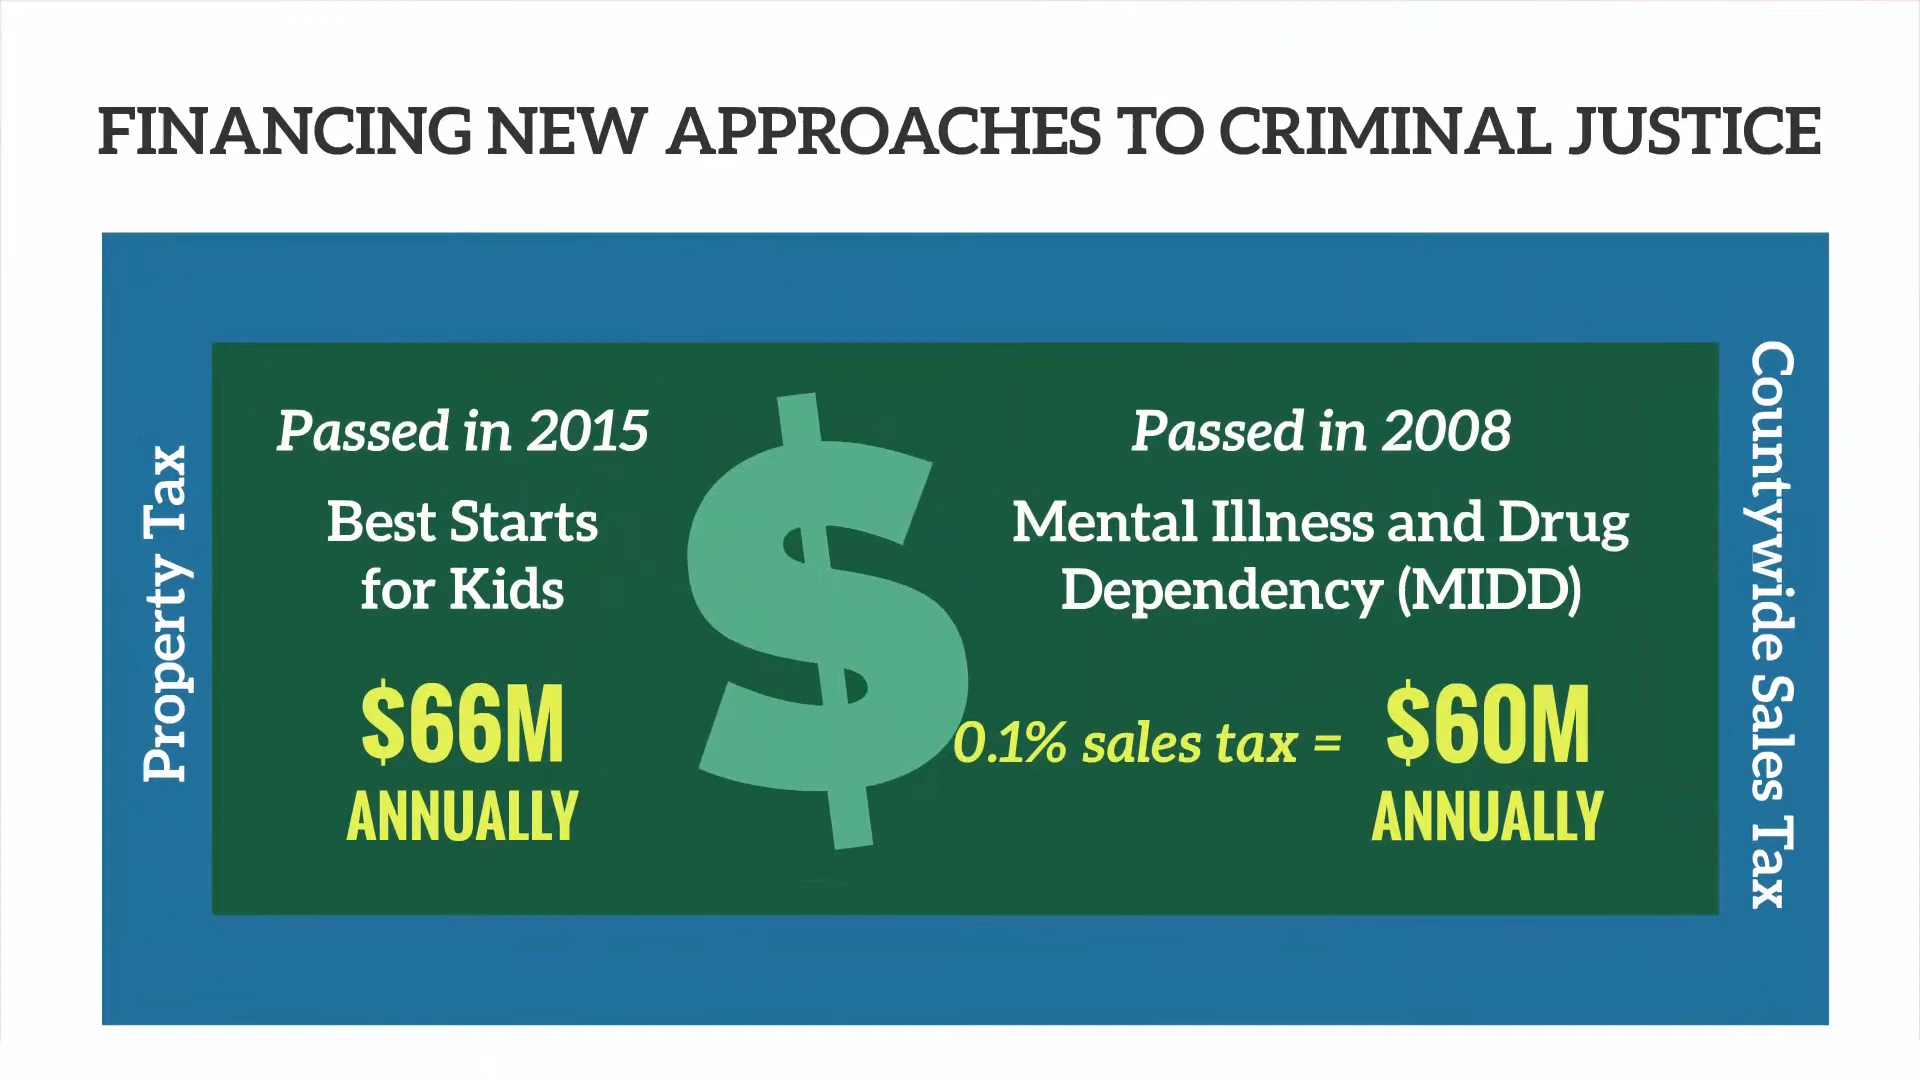 FINANCING NEW APPROACHES TO CRIMINAL JUSTICE
Property Tax
Passed in 2015
Best Starts
for Kids
$66M
ANNUALLY
$
Passed in 2008
Mental Illness and Drug
Dependency (MIDD)
0.1% sales tax = $60M
ANNUALLY
Countywide Sales Tax